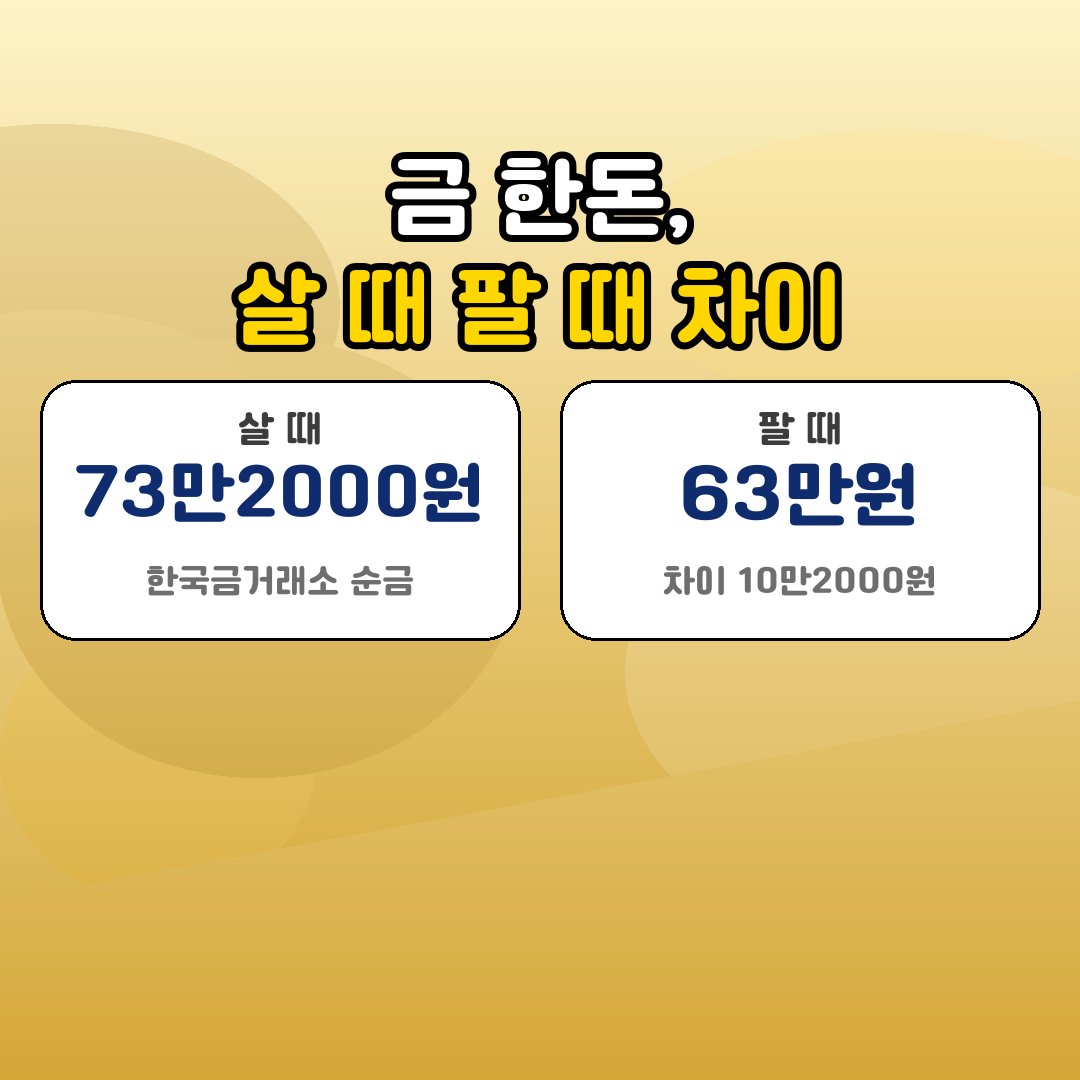 금 한돈,
살 때 팔 때 차이
살 때
73만2000원
한국금거래소 순금
팔 때
63만원
차이 10만2000원